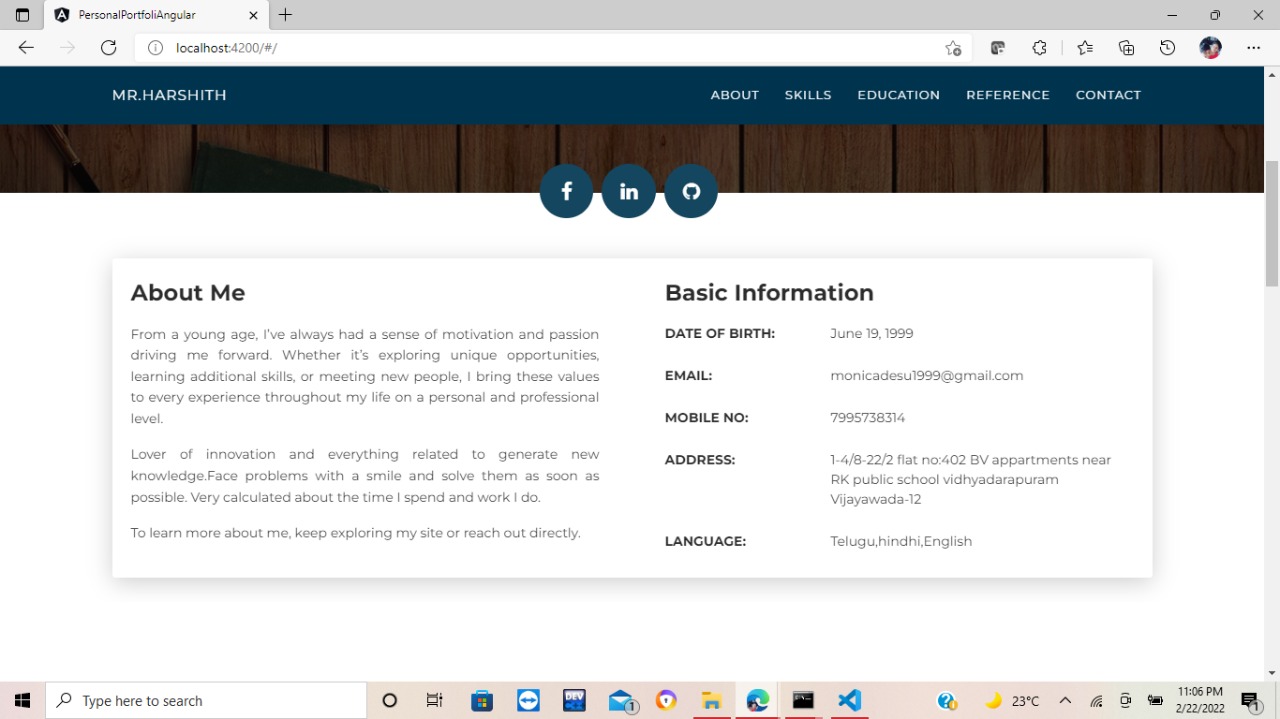 PersonalPortfolioAngular
localhost:4200/#/
MR.HARSHITH
ABOUT SKILLS EDUCATION REFERENCE CONTACT
About Me
From a young age, I've always had a sense of motivation and passion
driving me forward. Whether it's exploring unique opportunities,
learning additional skills, or meeting new people, I bring these values
to every experience throughout my life on a personal and professional
level.
Lover of innovation and everything related to generate new
knowledge.Face problems with a smile and solve them as soon as
possible. Very calculated about the time I spend and work I do.
To learn more about me, keep exploring my site or reach out directly.
Basic Information
DATE OF BIRTH: June 19, 1999
EMAIL: monicadesu1999@gmail.com
MOBILE NO: 7995738314
ADDRESS: 1-4/8-22/2 flat no:402 BV appartments near
RK public school vidhyadarapuram
Vijayawada-12
LANGUAGE: Telugu,hindhi,English
Type here to search
DEV
1
23°C
11:06 PM
2/22/2022
1